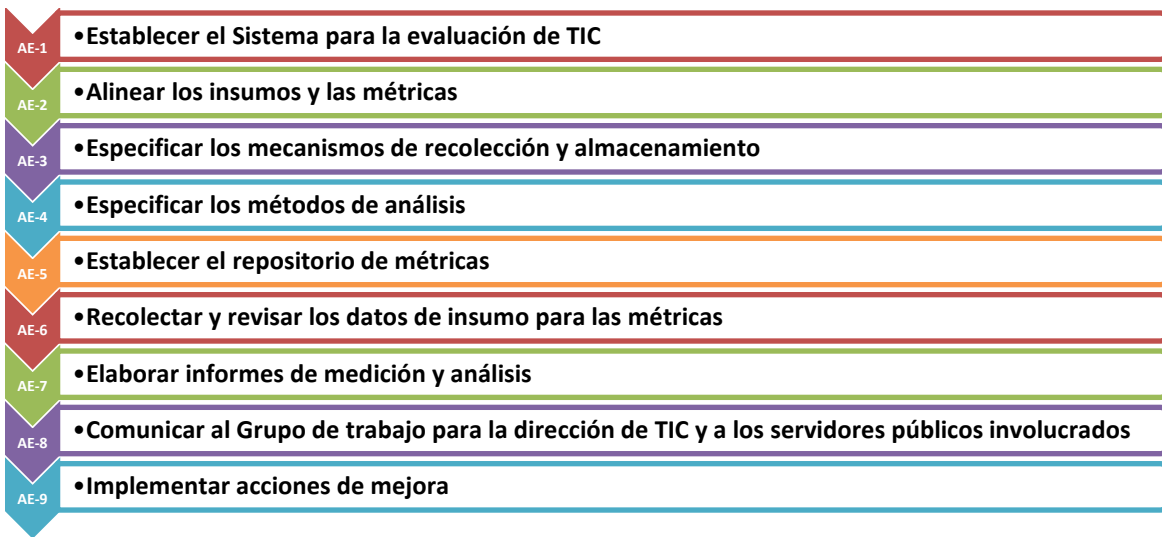 AE-1
•Establecer el Sistema para la evaluación de TIC
AE-2
•Alinear los insumos y las métricas
AE-3
•Especificar los mecanismos de recolección y almacenamiento
AE-4
•Especificar los métodos de análisis
AE-5
•Establecer el repositorio de métricas
AE-6
•Recolectar y revisar los datos de insumo para las métricas
AE-7
•Elaborar informes de medición y análisis
AE-8
•Comunicar al Grupo de trabajo para la dirección de TIC y a los servidores públicos involucrados
AE-9
•Implementar acciones de mejora